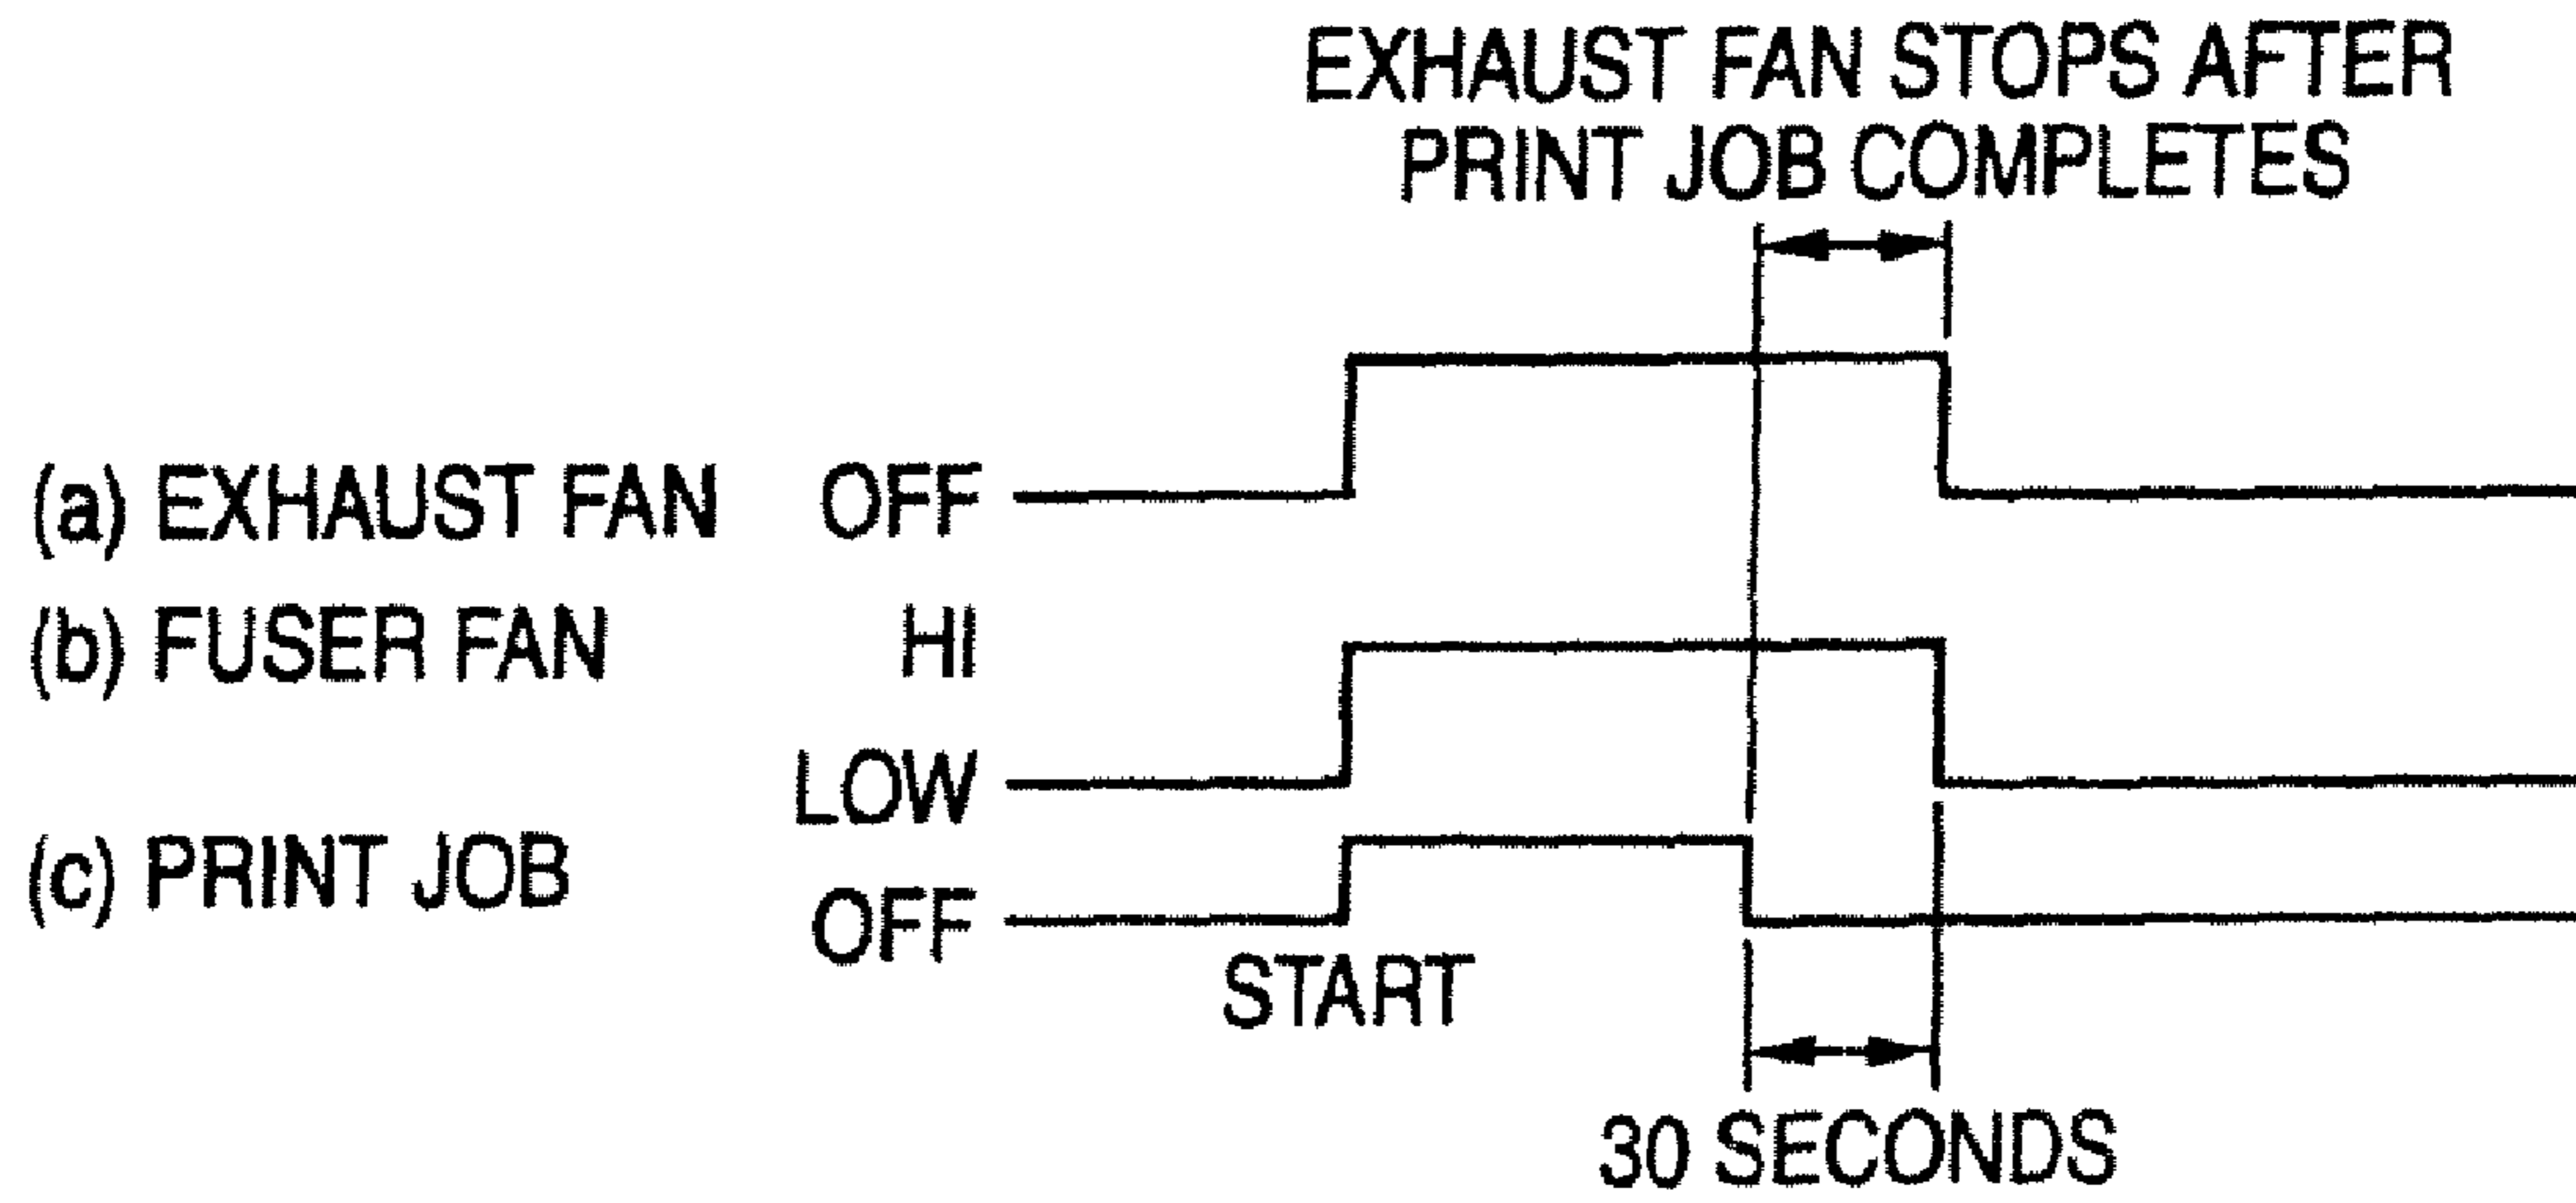 EXHAUST FAN STOPS AFTER
PRINT JOB COMPLETES
(a) EXHAUST FAN OFF
(b) FUSER FAN HI
LOW
(c) PRINT JOB
OFF
START
30 SECONDS